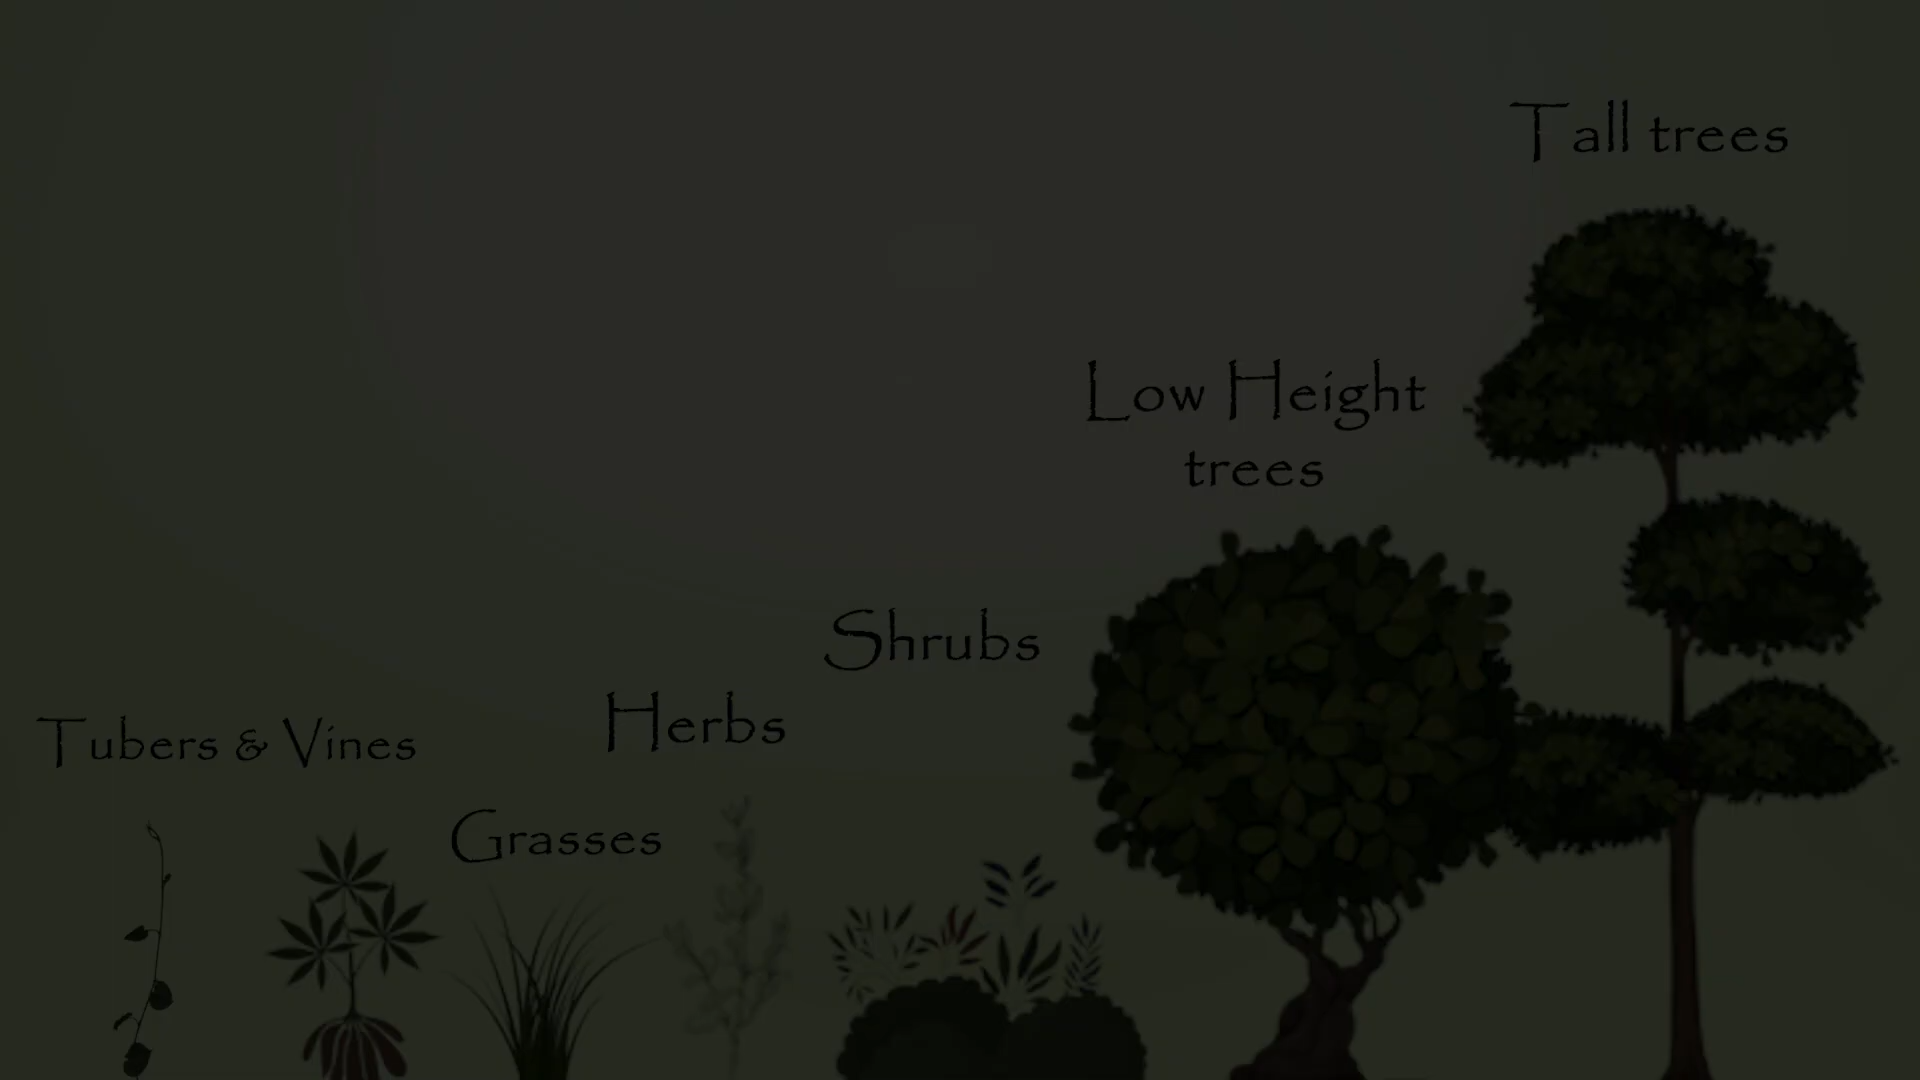 Tall trees
Low Height
trees
Shrubs
Herbs
Tubers & Vines
Grasses